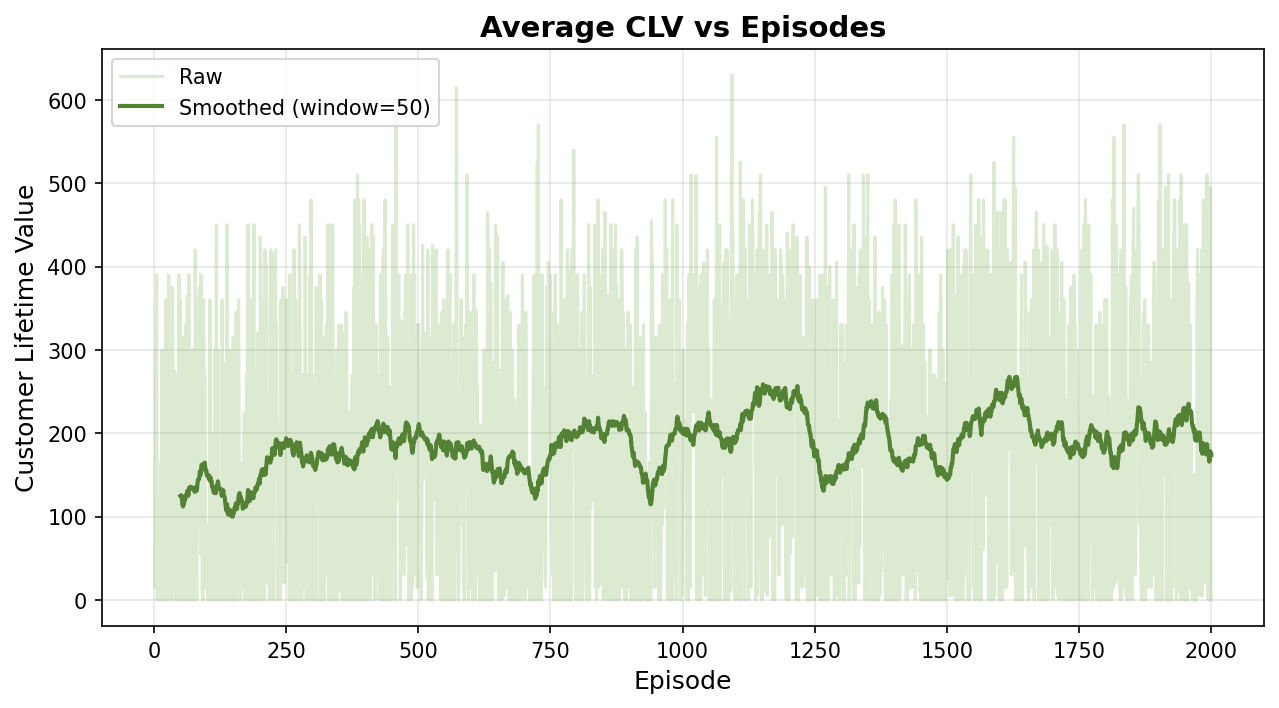 Average CLV vs Episodes
Raw
Smoothed (window=50)
Customer Lifetime Value
600
500
400
300
200
100
0
0 250 500 750 1000 1250 1500 1750 2000
Episode